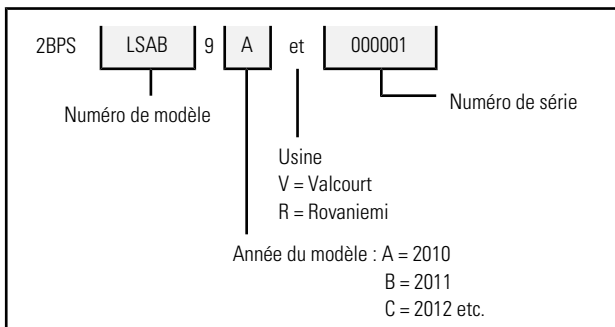 2BPS LSAB 9 A et 000001
Numéro de modèle
Numéro de série
Usine
V = Valcourt
R = Rovaniemi
Année du modèle : A = 2010
B = 2011
C = 2012 etc.